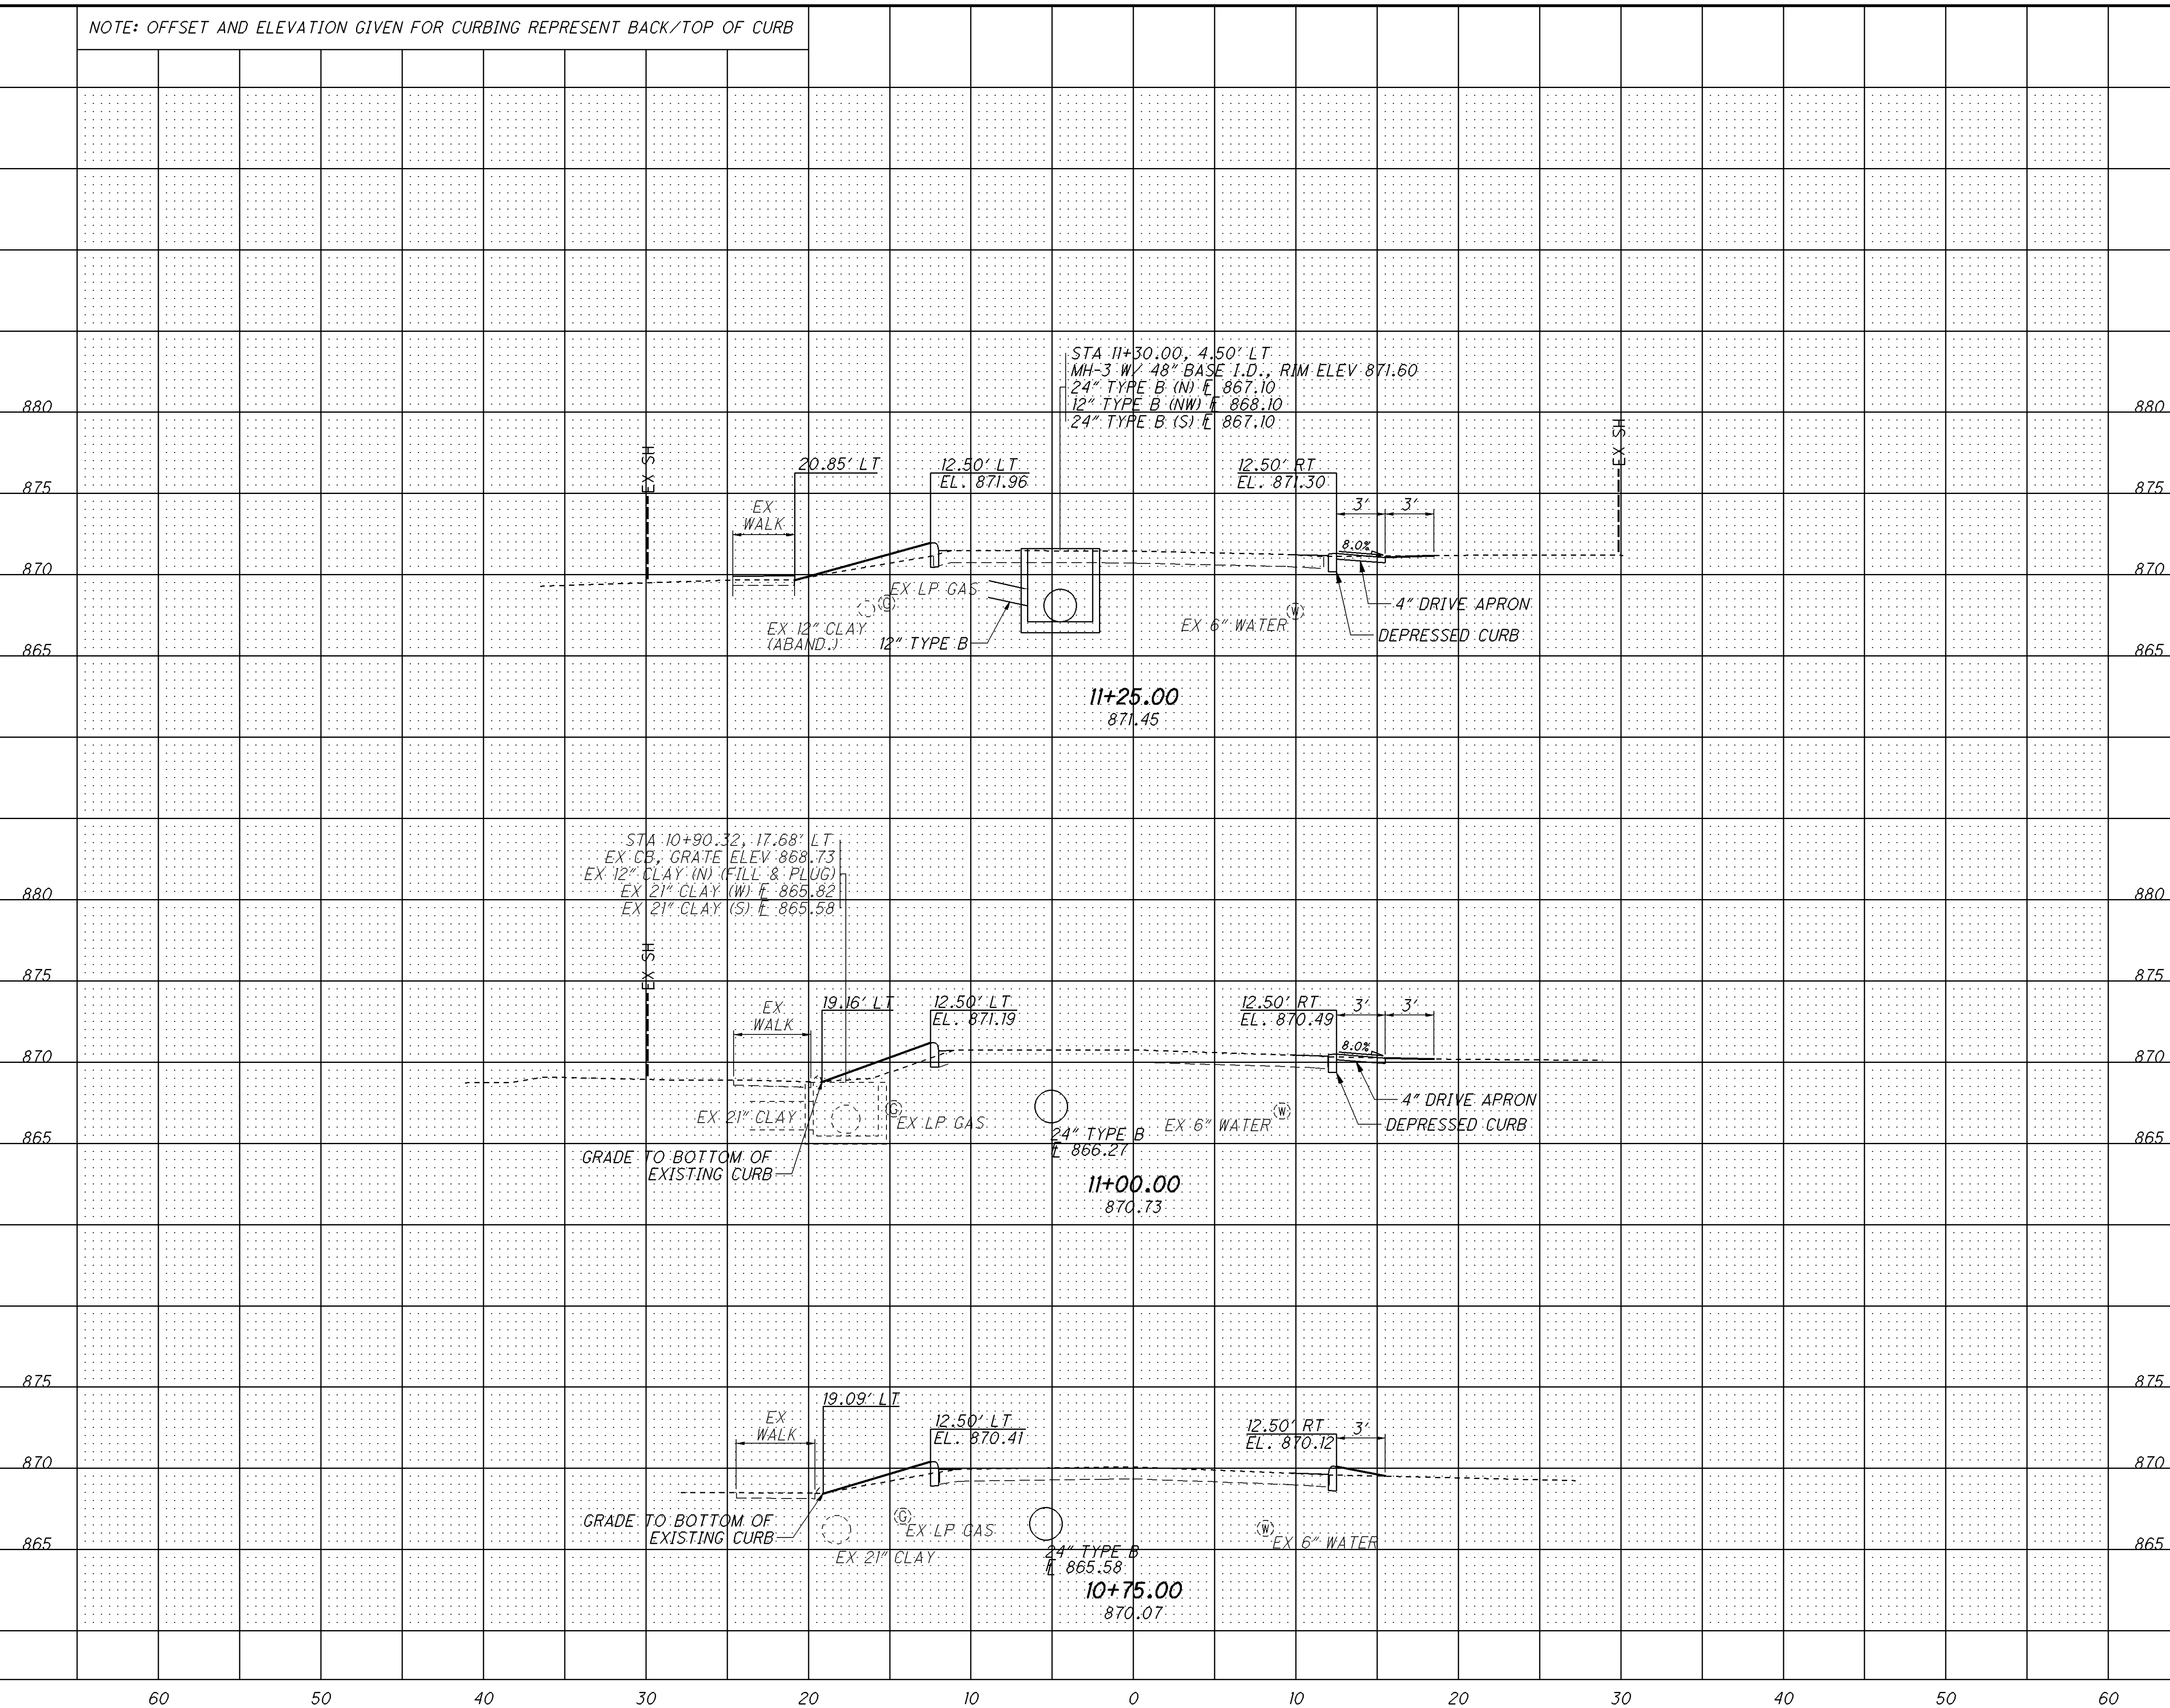 NOTE: OFFSET AND ELEVATION GIVEN FOR CURBING REPRESENT BACK/TOP OF CURB
STA 11+30.00, 4.50' LT
MH-3 W/ 48" BASE I.D., RIM ELEV 871.60
24" TYPE B (N) FL 867.10
12" TYPE B (NW) FL 868.10
24" TYPE B (S) FL 867.10
880
880
EX SH
EX SH
20.85' LT
12.50' LT
EL. 871.96
12.50' RT
EL. 871.30
875
875
EX
WALK
3'
3'
8.0%
870
870
EX LP GAS
G
W
4" DRIVE APRON
EX 12" CLAY
(ABAND.)
12" TYPE B
EX 6" WATER
DEPRESSED CURB
865
865
11+25.00
871.45
STA 10+90.32, 17.68' LT
EX CB, GRATE ELEV 868.73
EX 12" CLAY (N) (FILL & PLUG)
EX 21" CLAY (W) FL 865.82
EX 21" CLAY (S) FL 865.58
880
880
EX SH
875
875
EX
WALK
19.16' LT
12.50' LT
EL. 871.19
12.50' RT
EL. 870.49
3'
3'
8.0%
870
870
EX 21" CLAY
G
EX LP GAS
EX 6" WATER
W
4" DRIVE APRON
DEPRESSED CURB
24" TYPE B
FL 866.27
865
865
GRADE TO BOTTOM OF
EXISTING CURB
11+00.00
870.73
875
875
19.09' LT
EX
WALK
12.50' LT
EL. 870.41
12.50' RT
EL. 870.12
3'
870
870
GRADE TO BOTTOM OF
EXISTING CURB
G
EX LP GAS
EX 21" CLAY
W
EX 6" WATER
24" TYPE B
FL 865.58
865
865
10+75.00
870.07
60 50 40 30 20 10 0 10 20 30 40 50 60